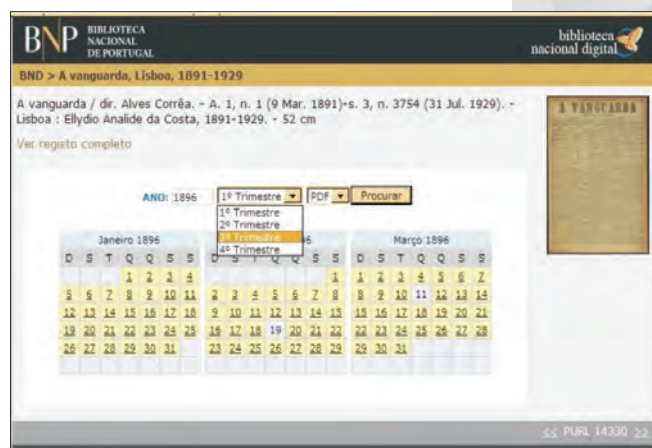 BNP BIBLIOTECA
NACIONAL
DE PORTUGAL
biblioteca
nacional digital
BND > A vanguarda, Lisboa, 1891-1929
A vanguarda / dir. Alves Corrêa. - A. 1, n. 1 (9 Mar. 1891)-s. 3, n. 3754 (31 Jul. 1929). -
Lisboa : Ellydio Analide da Costa, 1891-1929. - 52 cm
Ver registo completo
A VANGUARDA
ANO: 1896 1º Trimestre PDF Procurar
1º Trimestre
2º Trimestre
3º Trimestre
4º Trimestre
Janeiro 1896
D S T Q Q S S
1 2 3 4
5 6 7 8 9 10 11
12 13 14 15 16 17 18
19 20 21 22 23 24 25
26 27 28 29 30 31
6
D S T Q Q S S
1
2 3 4 5 6 7 8
9 10 11 12 13 14 15
16 17 18 19 20 21 22
23 24 25 26 27 28 29
Março 1896
D S T Q Q S S
1 2 3 4 5 6 7
8 9 10 11 12 13 14
15 16 17 18 19 20 21
22 23 24 25 26 27 28
29 30 31
<< PURL 14330 >>